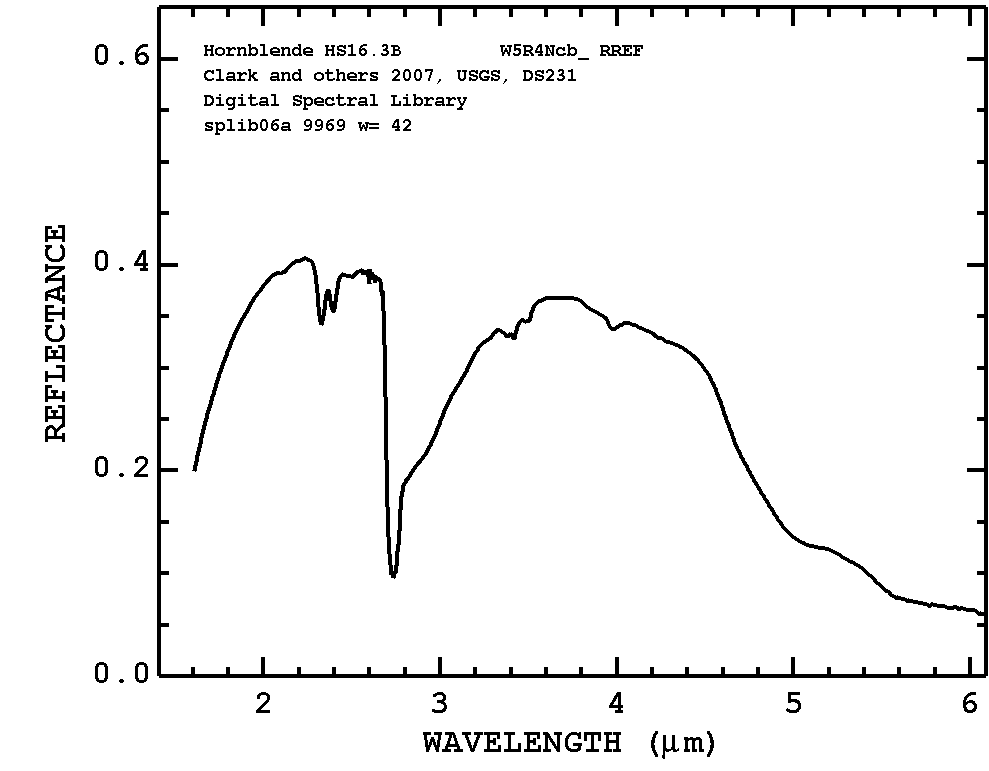 0.6
Hornblende HS16.3B W5R4Ncb_ RREF
Clark and others 2007, USGS, DS231
Digital Spectral Library
splib06a 9969 w= 42
0.4
REFLECTANCE
0.2
0.0
2 3 4 5 6
WAVELENGTH (μm)